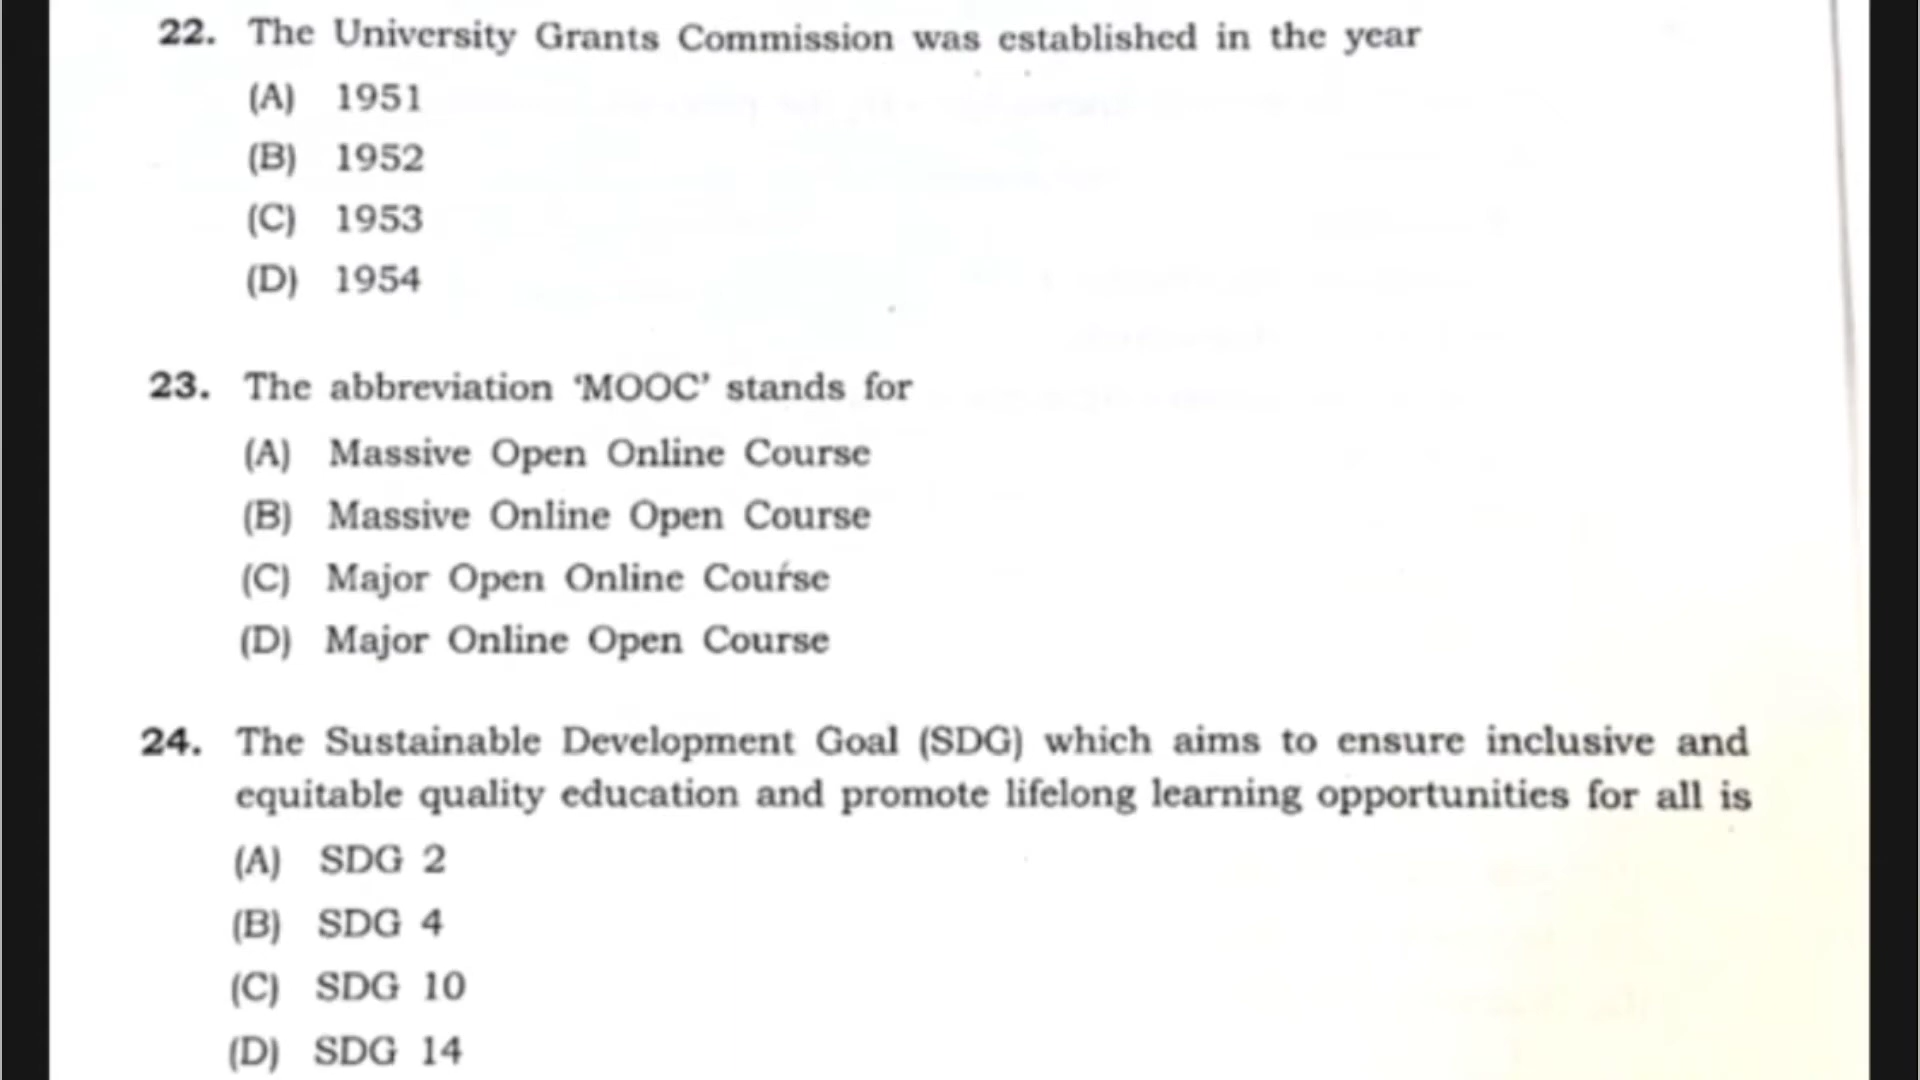 22. The University Grants Commission was established in the year
(A) 1951
(B) 1952
(C) 1953
(D) 1954
23. The abbreviation ‘MOOC’ stands for
(A) Massive Open Online Course
(B) Massive Online Open Course
(C) Major Open Online Course
(D) Major Online Open Course
24. The Sustainable Development Goal (SDG) which aims to ensure inclusive and
equitable quality education and promote lifelong learning opportunities for all is
(A) SDG 2
(B) SDG 4
(C) SDG 10
(D) SDG 14